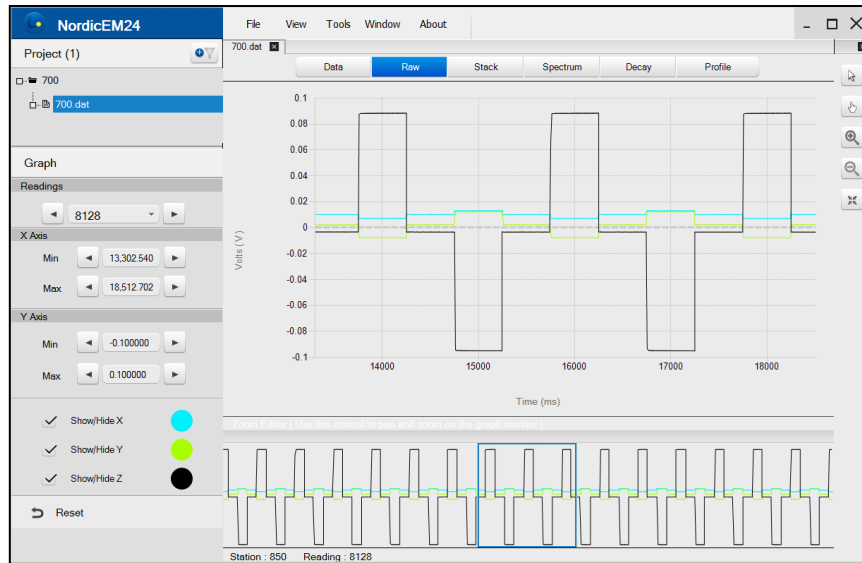 NordicEM24
File View Tools Window About
Project (1)
700
700.dat
Graph
Readings
8128
X Axis
Min 13,302.540
Max 18,512.702
Y Axis
Min -0.100000
Max 0.100000
Show/Hide X
Show/Hide Y
Show/Hide Z
Reset
700.dat
Data Raw Stack Spectrum Decay Profile
Volts (V)
0.1
0.08
0.06
0.04
0.02
0
-0.02
-0.04
-0.06
-0.08
-0.1
14000 15000 16000 17000 18000
Time (ms)
Zoom Editor [ Use this control to pan and zoom on the graph monitor ]
Station : 850 Reading : 8128